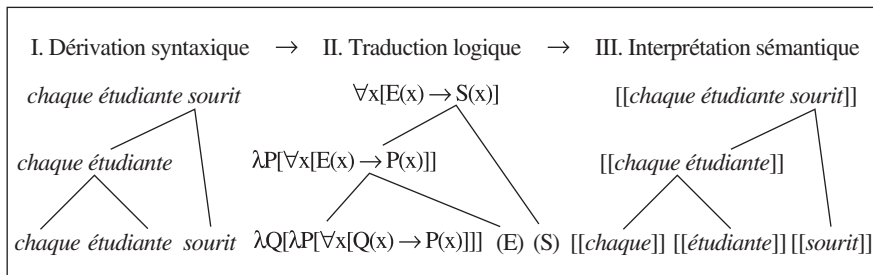 I. Dérivation syntaxique → II. Traduction logique → III. Interprétation sémantique
chaque étudiante sourit ∀x[E(x) → S(x)] [[chaque étudiante sourit]]
chaque étudiante λP[∀x[E(x) → P(x)]] [[chaque étudiante]]
chaque étudiante sourit λQ[λP[∀x[Q(x) → P(x)]]] (E) (S) [[chaque]] [[étudiante]] [[sourit]]